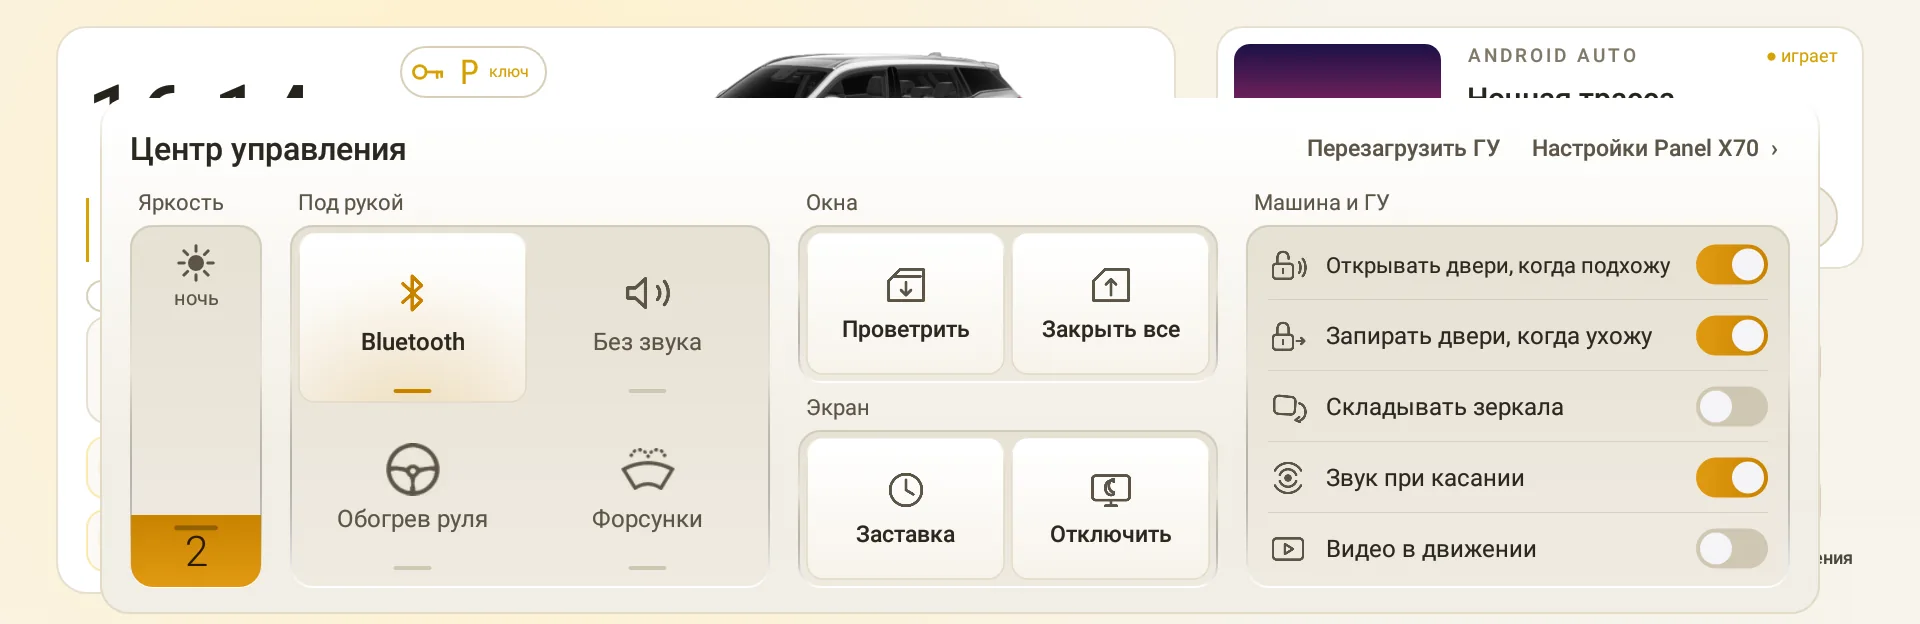 P ключ
ANDROID AUTO
играет
Центр управления
Перезагрузить ГУ
Настройки Panel X70 ›
Яркость
Под рукой
Окна
Машина и ГУ
ночь
Bluetooth
Без звука
Проветрить
Закрыть все
Открывать двери, когда подхожу
Запирать двери, когда ухожу
Экран
Складывать зеркала
Обогрев руля
Форсунки
Звук при касании
Заставка
Отключить
Видео в движении
2